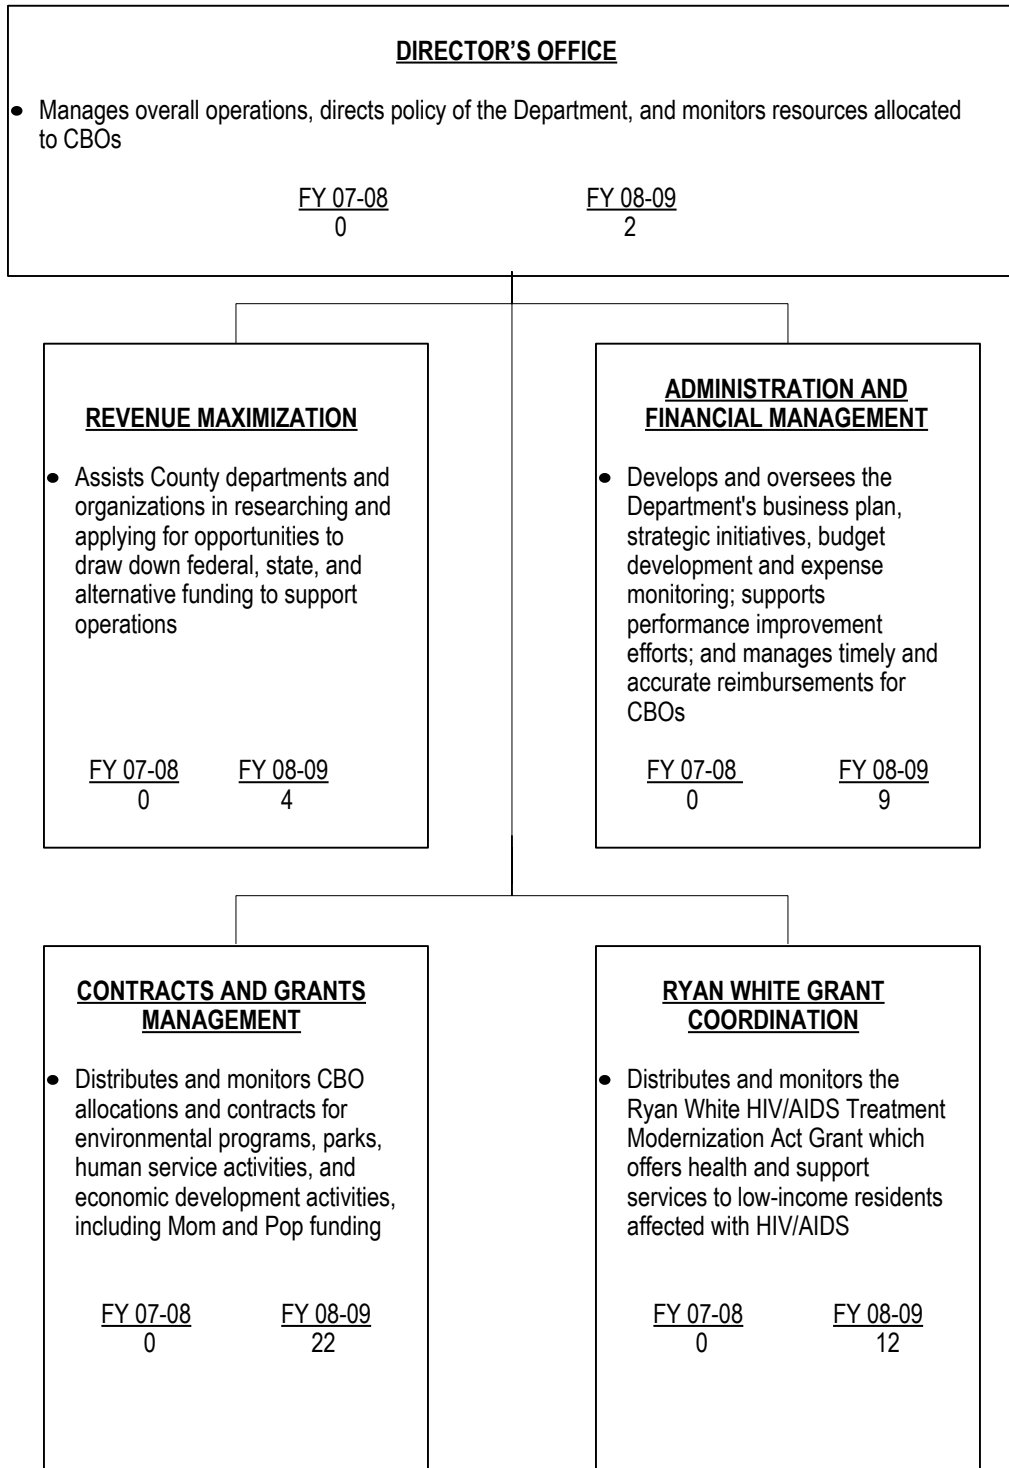 DIRECTOR’S OFFICE
• Manages overall operations, directs policy of the Department, and monitors resources allocated
to CBOs
FY 07-08 FY 08-09
0 2
REVENUE MAXIMIZATION
• Assists County departments and
organizations in researching and
applying for opportunities to
draw down federal, state, and
alternative funding to support
operations
FY 07-08 FY 08-09
0 4
ADMINISTRATION AND
FINANCIAL MANAGEMENT
• Develops and oversees the
Department's business plan,
strategic initiatives, budget
development and expense
monitoring; supports
performance improvement
efforts; and manages timely and
accurate reimbursements for
CBOs
FY 07-08 FY 08-09
0 9
CONTRACTS AND GRANTS
MANAGEMENT
• Distributes and monitors CBO
allocations and contracts for
environmental programs, parks,
human service activities, and
economic development activities,
including Mom and Pop funding
FY 07-08 FY 08-09
0 22
RYAN WHITE GRANT
COORDINATION
• Distributes and monitors the
Ryan White HIV/AIDS Treatment
Modernization Act Grant which
offers health and support
services to low-income residents
affected with HIV/AIDS
FY 07-08 FY 08-09
0 12